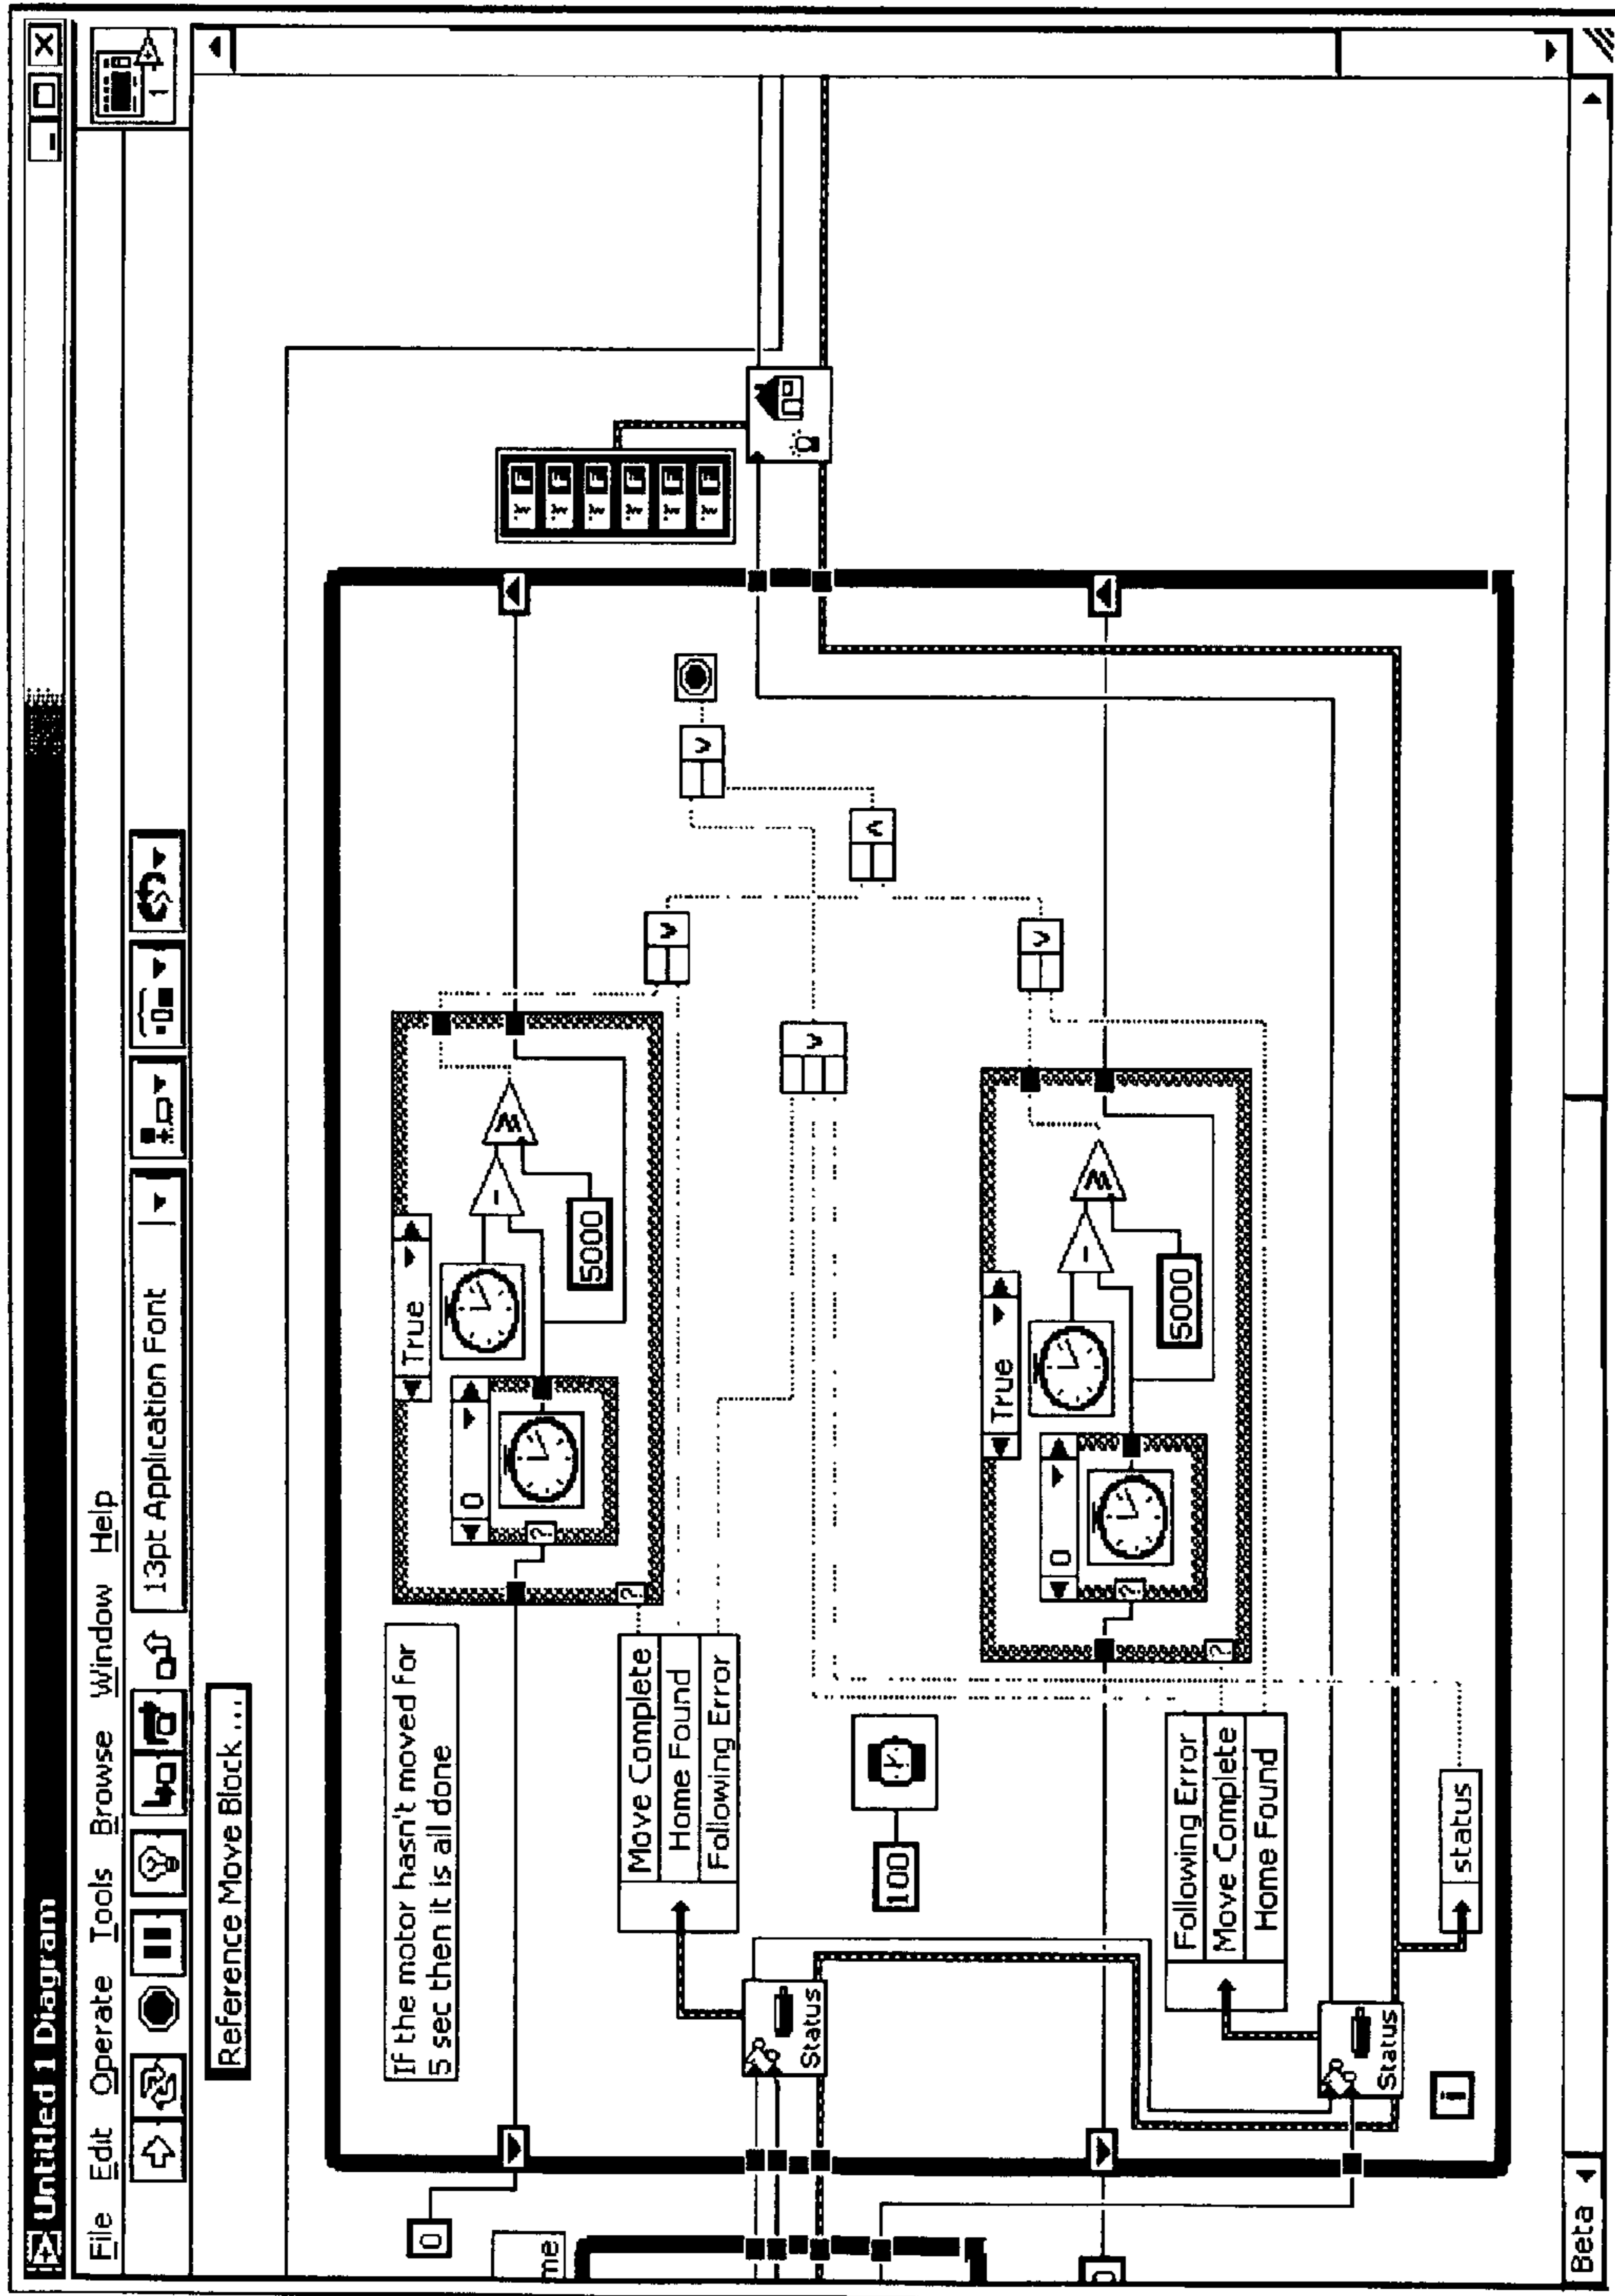 Untitled 1 Diagram
File Edit Operate Tools Browse Window Help
13pt Application Font
1
Reference Move Block ...
0
If the motor hasn't moved for
5 sec then it is all done
True
0
5000
me
Move Complete
Home Found
Following Error
Status
100
True
0
5000
Following Error
Move Complete
Home Found
Status
status
i
Beta